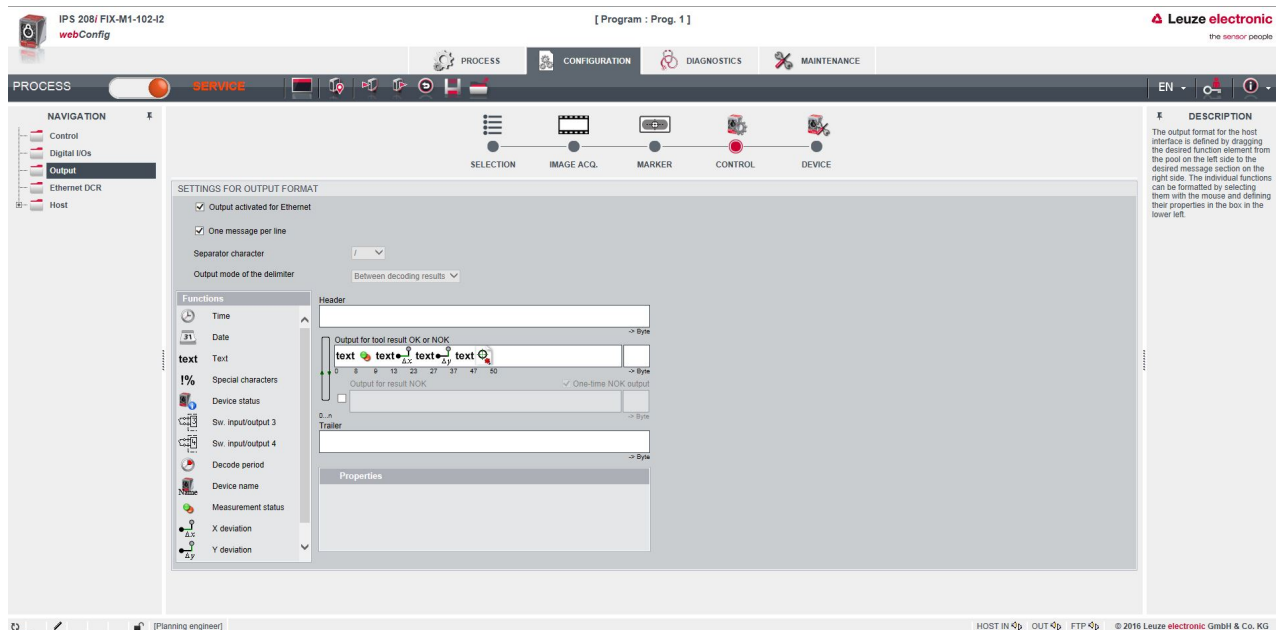 IPS 208i FIX-M1-102-I2
webConfig
[ Program : Prog. 1 ]
Leuze electronic
the sensor people
PROCESS
CONFIGURATION
DIAGNOSTICS
MAINTENANCE
PROCESS
SERVICE
EN
NAVIGATION
Control
Digital I/Os
Output
Ethernet DCR
Host
SELECTION
IMAGE ACQ.
MARKER
CONTROL
DEVICE
SETTINGS FOR OUTPUT FORMAT
Output activated for Ethernet
One message per line
Separator character
/
Output mode of the delimiter
Between decoding results
Functions
Time
31 Date
text Text
!% Special characters
Device status
3 Sw. input/output 3
4 Sw. input/output 4
Decode period
Name Device name
Measurement status
Δx X deviation
Δy Y deviation
Header
-> Byte
Output for tool result OK or NOK
text text Δx text Δy text
0 8 9 13 23 27 37 47 50
-> Byte
Output for result NOK
One-time NOK output
0...n
-> Byte
Trailer
-> Byte
Properties
DESCRIPTION
The output format for the host
interface is defined by dragging
the desired function element from
the pool on the left side to the
desired message section on the
right side. The individual functions
can be formatted by selecting
them with the mouse and defining
their properties in the box in the
lower left.
[Planning engineer]
HOST IN OUT FTP © 2016 Leuze electronic GmbH & Co. KG